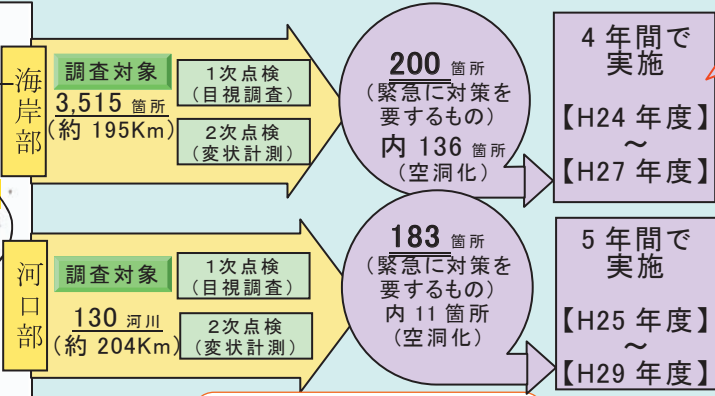 海岸部
調査対象
3,515 箇所
(約 195Km)
1次点検
(目視調査)
2次点検
(変状計測)
200 箇所
(緊急に対策を
要するもの)
内 136 箇所
(空洞化)
4 年間で
実施
【H24 年度】
～
【H27 年度】
河口部
調査対象
130 河川
(約 204Km)
1次点検
(目視調査)
2次点検
(変状計測)
183 箇所
(緊急に対策を
要するもの)
内 11 箇所
(空洞化)
5 年間で
実施
【H25 年度】
～
【H29 年度】